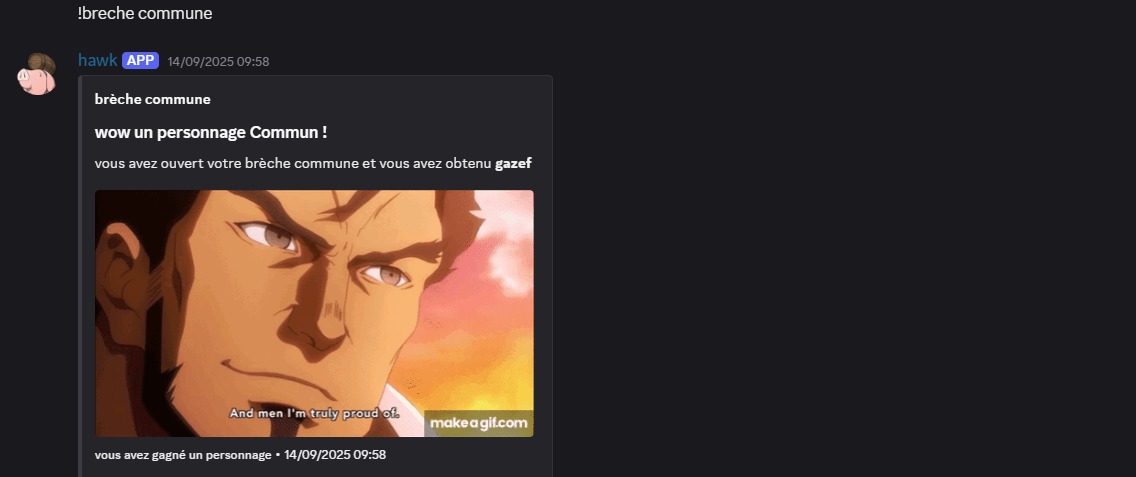 !breche commune
hawk APP 14/09/2025 09:58
brèche commune
wow un personnage Commun !
vous avez ouvert votre brèche commune et vous avez obtenu gazef
And men I'm truly proud of.
makeagif.com
vous avez gagné un personnage • 14/09/2025 09:58